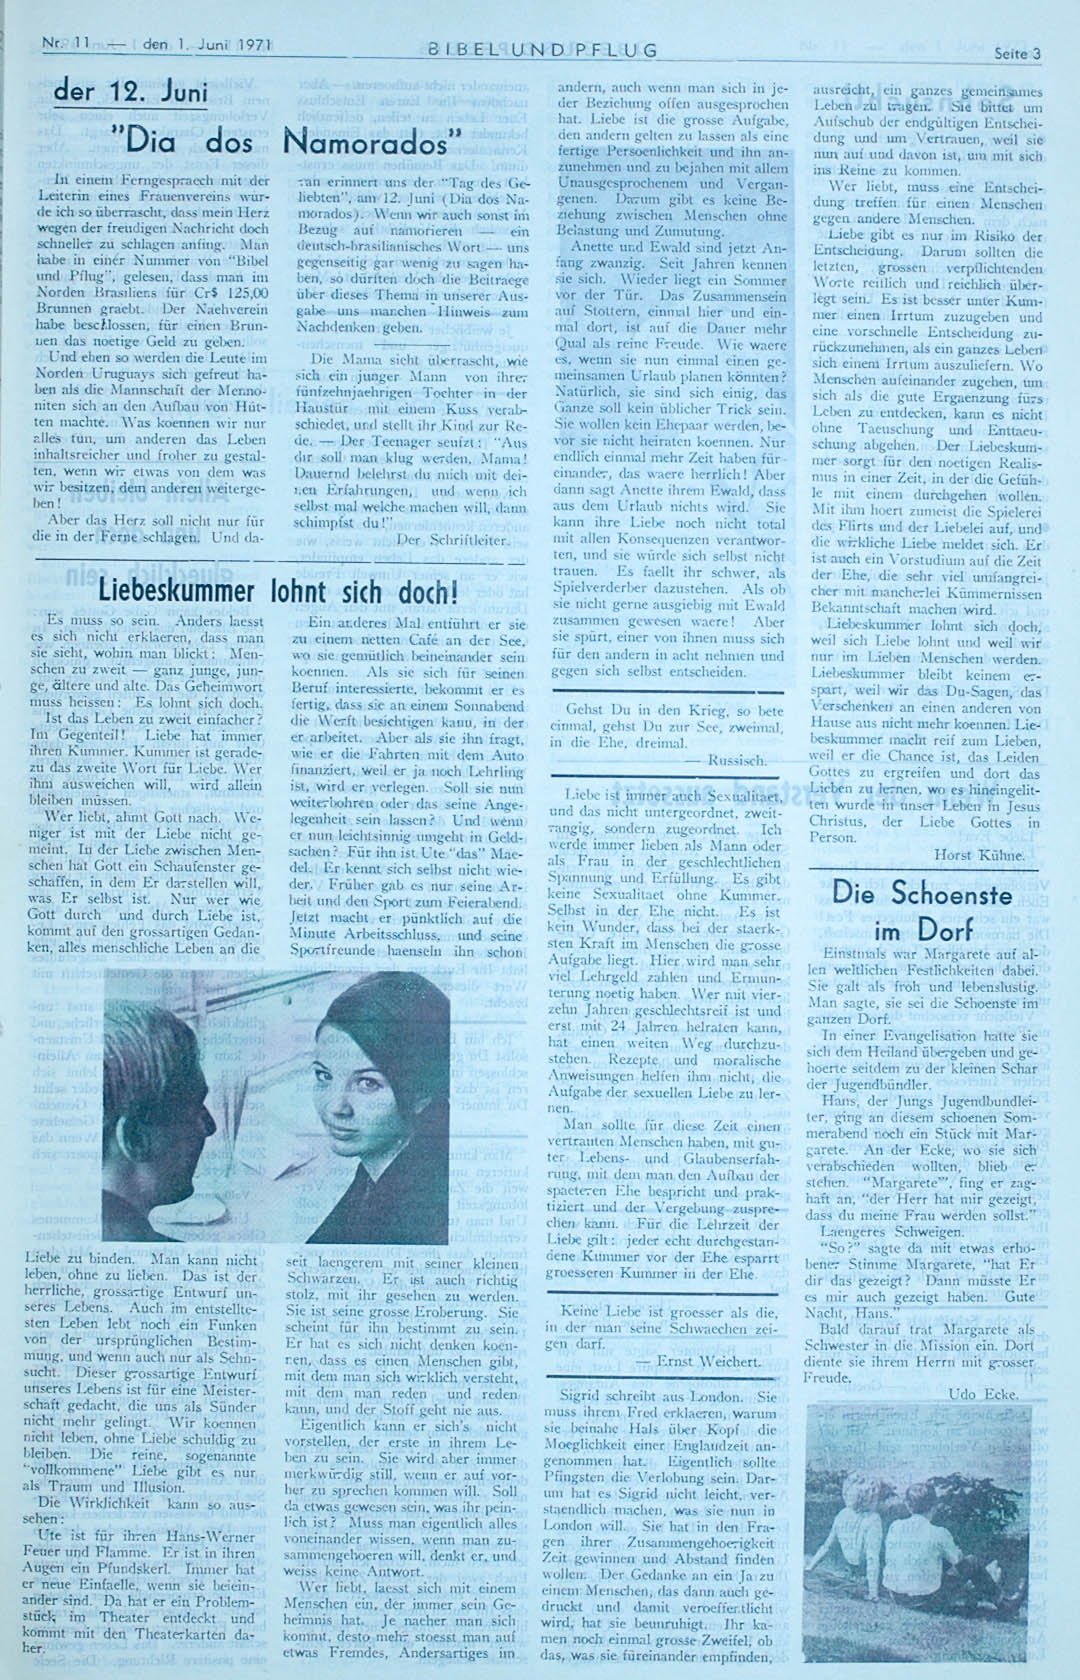 Nr. 11 — den 1. Juni 1971
BIBEL UND PFLUG
Seite 3
der 12. Juni
"Dia dos Namorados"
In einem Ferngespraech mit der
Leiterin eines Frauenvereins wur-
de ich so überrascht, dass mein Herz
wegen der freudigen Nachricht doch
schneller zu schlagen anfing. Man
habe in einer Nummer von "Bibel
und Pflug", gelesen, dass man im
Norden Brasiliens für Cr$ 125,00
Brunnen graebt. Der Naehverein
habe beschlossen, für einen Brun-
nen das noetige Geld zu geben.
Und eben so werden die Leute im
Norden Uruguays sich gefreut ha-
ben als die Mannschaft der Menno-
niten sich an den Aufbau von Hüt-
ten machte. Was koennen wir nur
alles tun, um anderen das Leben
inhaltsreicher und froher zu gestal-
ten, wenn wir etwas von dem was
wir besitzen, dem anderen weiterge-
ben!
Aber das Herz soll nicht nur für
die in der Ferne schlagen. Und da-
ran erinnert uns der "Tag des Ge-
liebten", am 12. Juni (Dia dos Na-
morados). Wenn wir auch sonst im
Bezug auf namorieren — ein
deutsch-brasilianisches Wort — uns
gegenseitig gar wenig zu sagen ha-
ben, so dürften doch die Beitraege
über dieses Thema in unserer Aus-
gabe uns manchen Hinweis zum
Nachdenken geben.
Die Mama sieht überrascht, wie
sich ein junger Mann von ihrer
fünfzehnjaehrigen Tochter in der
Haustür mit einem Kuss verab-
schiedet, und stellt ihr Kind zur Re-
de. — Der Teenager seufzt: "Aus
dir soll man klug werden, Mama!
Dauernd belehrst du mich mit dei-
nen Erfahrungen, und wenn ich
selbst mal welche machen will, dann
schimpfst du!"
Der Schriftleiter.
Liebeskummer lohnt sich doch!
Es muss so sein. Anders laesst
es sich nicht erklaeren, dass man
sie sieht, wohin man blickt: Men-
schen zu zweit — ganz junge, jun-
ge, ältere und alte. Das Geheimwort
muss heissen: Es lohnt sich doch.
Ist das Leben zu zweit einfacher?
Im Gegenteil! Liebe hat immer
ihren Kummer. Kummer ist gerade-
zu das zweite Wort für Liebe. Wer
ihm ausweichen will, wird allein
bleiben müssen.
Wer liebt, ahmt Gott nach. We-
niger ist mit der Liebe nicht ge-
meint. In der Liebe zwischen Men-
schen hat Gott ein Schaufenster ge-
schaffen, in dem Er darstellen will,
was Er selbst ist. Nur wer wie
Gott durch und durch Liebe ist,
kommt auf den grossartigen Gedan-
ken, alles menschliche Leben an die
Liebe zu binden. Man kann nicht
leben, ohne zu lieben. Das ist der
herrliche, grossartige Entwurf un-
seres Lebens. Auch im entstellte-
sten Leben lebt noch ein Funken
von der ursprünglichen Bestim-
mung, und wenn auch nur als Sehn-
sucht. Dieser grossartige Entwurf
unseres Lebens ist für eine Meister-
schaft gedacht, die uns als Sünder
nicht mehr gelingt. Wir koennen
nicht leben, ohne Liebe schuldig zu
bleiben. Die reine, sogenannte
"vollkommene" Liebe gibt es nur
als Traum und Illusion.
Die Wirklichkeit kann so aus-
sehen:
Ute ist für ihren Hans-Werner
Feuer und Flamme. Er ist in ihren
Augen ein Pfundskerl. Immer hat
er neue Einfaelle, wenn sie beiein-
ander sind. Da hat er ein Problem-
stück im Theater entdeckt und
kommt mit den Theaterkarten da-
her.
Ein anderes Mal entführt er sie
zu einem netten Café an der See,
wo sie gemütlich beieinander sein
koennen. Als sie sich für seinen
Beruf interessierte, bekommt er es
fertig, dass sie an einem Sonnabend
die Werft besichtigen kann, in der
er arbeitet. Aber als sie ihn fragt,
wie er die Fahrten mit dem Auto
finanziert, weil er ja noch Lehrling
ist, wird er verlegen. Soll sie nun
weiterbohren oder das seine Ange-
legenheit sein lassen? Und wenn
er nun leichtsinnig umgeht in Geld-
sachen? Für ihn ist Ute "das" Mae-
del. Er kennt sich selbst nicht wie-
der. Früher gab es nur seine Ar-
beit und den Sport zum Feierabend.
Jetzt macht er pünktlich auf die
Minute Arbeitsschluss, und seine
Sportfreunde haenseln ihn schon
seit laengerem mit seiner kleinen
Schwarzen. Er ist auch richtig
stolz, mit ihr gesehen zu werden.
Sie ist seine grosse Eroberung. Sie
scheint für ihn bestimmt zu sein.
Er hat es sich nicht denken koen-
nen, dass es einen Menschen gibt,
mit dem man sich wirklich versteht,
mit dem man reden und reden
kann, und der Stoff geht nie aus.
Eigentlich kann er sich's nicht
vorstellen, der erste in ihrem Le-
ben zu sein. Sie wird aber immer
merkwürdig still, wenn er auf vor-
her zu sprechen kommen will. Soll
da etwas gewesen sein, was ihr pein-
lich ist? Muss man eigentlich alles
voneinander wissen, wenn man zu-
sammengehoeren will, denkt er, und
weiss keine Antwort.
Wer liebt, laesst sich mit einem
Menschen ein, der immer sein Ge-
heimnis hat. Je naeher man sich
kommt, desto mehr stoesst man auf
etwas Fremdes, Andersartiges im
andern, auch wenn man sich in je-
der Beziehung offen ausgesprochen
hat. Liebe ist die grosse Aufgabe,
den andern gelten zu lassen als eine
fertige Persoenlichkeit und ihn an-
zunehmen und zu bejahen mit allem
Unausgesprochenem und Vergan-
genen. Darum gibt es keine Be-
ziehung zwischen Menschen ohne
Belastung und Zumutung.
Anette und Ewald sind jetzt An-
fang zwanzig. Seit Jahren kennen
sie sich. Wieder liegt ein Sommer
vor der Tür. Das Zusammensein
auf Stottern, einmal hier und ein-
mal dort, ist auf die Dauer mehr
Qual als reine Freude. Wie waere
es, wenn sie nun einmal einen ge-
meinsamen Urlaub planen könnten?
Natürlich, sie sind sich einig, das
Ganze soll kein üblicher Trick sein.
Sie wollen kein Ehepaar werden, be-
vor sie nicht heiraten koennen. Nur
endlich einmal mehr Zeit haben für-
einander, das waere herrlich! Aber
dann sagt Anette ihrem Ewald, dass
aus dem Urlaub nichts wird. Sie
kann ihre Liebe noch nicht total
mit allen Konsequenzen verantwor-
ten, und sie würde sich selbst nicht
trauen. Es faellt ihr schwer, als
Spielverderber dazustehen. Als ob
sie nicht gerne ausgiebig mit Ewald
zusammen gewesen waere! Aber
sie spürt, einer von ihnen muss sich
für den andern in acht nehmen und
gegen sich selbst entscheiden.
Gehst Du in den Krieg, so bete
einmal, gehst Du zur See, zweimal,
in die Ehe, dreimal.
— Russisch.
Liebe ist immer auch Sexualitaet,
und das nicht untergeordnet, zweit-
rangig, sondern zugeordnet. Ich
werde immer lieben als Mann oder
als Frau in der geschlechtlichen
Spannung und Erfüllung. Es gibt
keine Sexualitaet ohne Kummer.
Selbst in der Ehe nicht. Es ist
kein Wunder, dass bei der staerk-
sten Kraft im Menschen die grosse
Aufgabe liegt. Hier wird man sehr
viel Lehrgeld zahlen und Ermun-
terung noetig haben. Wer mit vier-
zehn Jahren geschlechtsreif ist und
erst mit 24 Jahren heiraten kann,
hat einen weiten Weg durchzu-
stehen. Rezepte und moralische
Anweisungen helfen ihm nicht, die
Aufgabe der sexuellen Liebe zu ler-
nen.
Man sollte für diese Zeit einen
vertrauten Menschen haben, mit gu-
ter Lebens- und Glaubenserfah-
rung, mit dem man den Aufbau der
spaeteren Ehe bespricht und prak-
tiziert und der Vergebung zuspre-
chen kann. Für die Lehrzeit der
Liebe gilt: jeder echt durchgestan-
dene Kummer vor der Ehe erspart
groesseren Kummer in der Ehe.
Keine Liebe ist groesser als die,
in der man seine Schwaechen zei-
gen darf.
— Ernst Wiechert.
Sigrid schreibt aus London. Sie
muss ihrem Fred erklaeren, warum
sie beinahe Hals über Kopf die
Moeglichkeit einer Englandzeit an-
genommen hat. Eigentlich sollte
Pfingsten die Verlobung sein. Dar-
um hat es Sigrid nicht leicht, ver-
staendlich machen, was sie nun in
London will. Sie hat in den Fra-
gen ihrer Zusammengehoerigkeit
Zeit gewinnen und Abstand finden
wollen. Der Gedanke an ein Ja zu
einem Menschen, das dann auch ge-
druckt und damit veroeffentlicht
wird, hat sie beunruhigt. Ihr ka-
men noch einmal grosse Zweifel, ob
das, was sie füreinander empfinden,
ausreicht, ein ganzes gemeinsames
Leben zu tragen. Sie bittet um
Aufschub der endgültigen Entschei-
dung und um Vertrauen, weil sie
nun auf und davon ist, um mit sich
ins Reine zu kommen.
Wer liebt, muss eine Entschei-
dung treffen für einen Menschen
gegen andere Menschen.
Liebe gibt es nur im Risiko der
Entscheidung. Darum sollten die
letzten, grossen verpflichtenden
Worte reiflich und reichlich über-
legt sein. Es ist besser unter Kum-
mer einen Irrtum zuzugeben und
eine vorschnelle Entscheidung zu-
rückzunehmen, als ein ganzes Leben
sich einem Irrtum auszuliefern. Wo
Menschen aufeinander zugehen, um
sich als die gute Ergaenzung fürs
Leben zu entdecken, kann es nicht
ohne Taeuschung und Enttaeu-
schung abgehen. Der Liebeskum-
mer sorgt für den noetigen Realis-
mus in einer Zeit, in der die Gefüh-
le mit einem durchgehen wollen.
Mit ihm hoert zumeist die Spielerei
des Flirts und der Liebelei auf, und
die wirkliche Liebe meldet sich. Er
ist auch ein Vorstudium auf die Zeit
der Ehe, die sehr viel umfangrei-
cher mit mancherlei Kümmernissen
Bekanntschaft machen wird.
Liebeskummer lohnt sich doch,
weil sich Liebe lohnt und weil wir
nur im Lieben Menschen werden.
Liebeskummer bleibt keinem er-
spart, weil wir das Du-Sagen, das
Verschenken an einen anderen von
Hause aus nicht mehr koennen. Lie-
beskummer macht reif zum Lieben,
weil er die Chance ist, das Leiden
Gottes zu ergreifen und dort das
Lieben zu lernen, wo es hineingelit-
ten wurde in unser Leben in Jesus
Christus, der Liebe Gottes in
Person.
Horst Kühne.
Die Schoenste
im Dorf
Einstmals war Margarete auf al-
len weltlichen Festlichkeiten dabei.
Sie galt als froh und lebenslustig.
Man sagte, sie sei die Schoenste im
ganzen Dorf.
In einer Evangelisation hatte sie
sich dem Heiland übergeben und ge-
hoerte seitdem zu der kleinen Schar
der Jugendbündler.
Hans, der Jungs Jugendbundlei-
ter, ging an diesem schoenen Som-
merabend noch ein Stück mit Mar-
garete. An der Ecke, wo sie sich
verabschieden wollten, blieb er
stehen. "Margarete"', fing er zag-
haft an, "der Herr hat mir gezeigt,
dass du meine Frau werden sollst."
Laengeres Schweigen.
"So?" sagte da mit etwas erho-
bener Stimme Margarete, "hat Er
dir das gezeigt? Dann müsste Er
es mir auch gezeigt haben. Gute
Nacht, Hans."
Bald darauf trat Margarete als
Schwester in die Mission ein. Dort
diente sie ihrem Herrn mit grosser
Freude.
Udo Ecke.